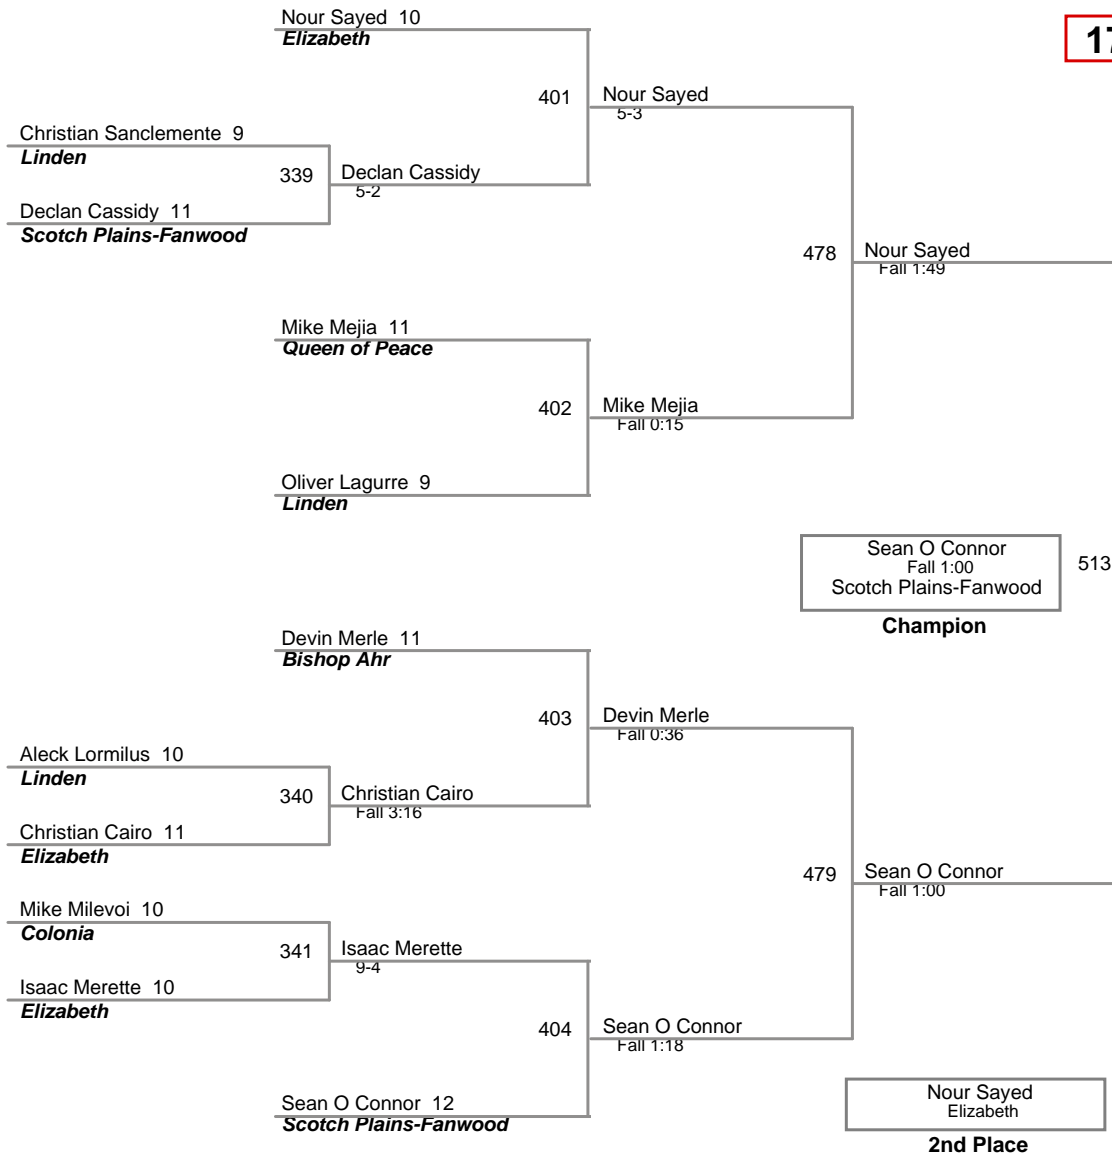 Nour Sayed 10
Elizabeth
17
401
Nour Sayed
5-3
Christian Sanclemente 9
Linden
339
Declan Cassidy
5-2
Declan Cassidy 11
Scotch Plains-Fanwood
478
Nour Sayed
Fall 1:49
Mike Mejia 11
Queen of Peace
402
Mike Mejia
Fall 0:15
Oliver Lagurre 9
Linden
Sean O Connor
Fall 1:00
Scotch Plains-Fanwood
513
Champion
Devin Merle 11
Bishop Ahr
403
Devin Merle
Fall 0:36
Aleck Lormilus 10
Linden
340
Christian Cairo
Fall 3:16
Christian Cairo 11
Elizabeth
479
Sean O Connor
Fall 1:00
Mike Milevoi 10
Colonia
341
Isaac Merette
9-4
Isaac Merette 10
Elizabeth
404
Sean O Connor
Fall 1:18
Sean O Connor 12
Scotch Plains-Fanwood
Nour Sayed
Elizabeth
2nd Place